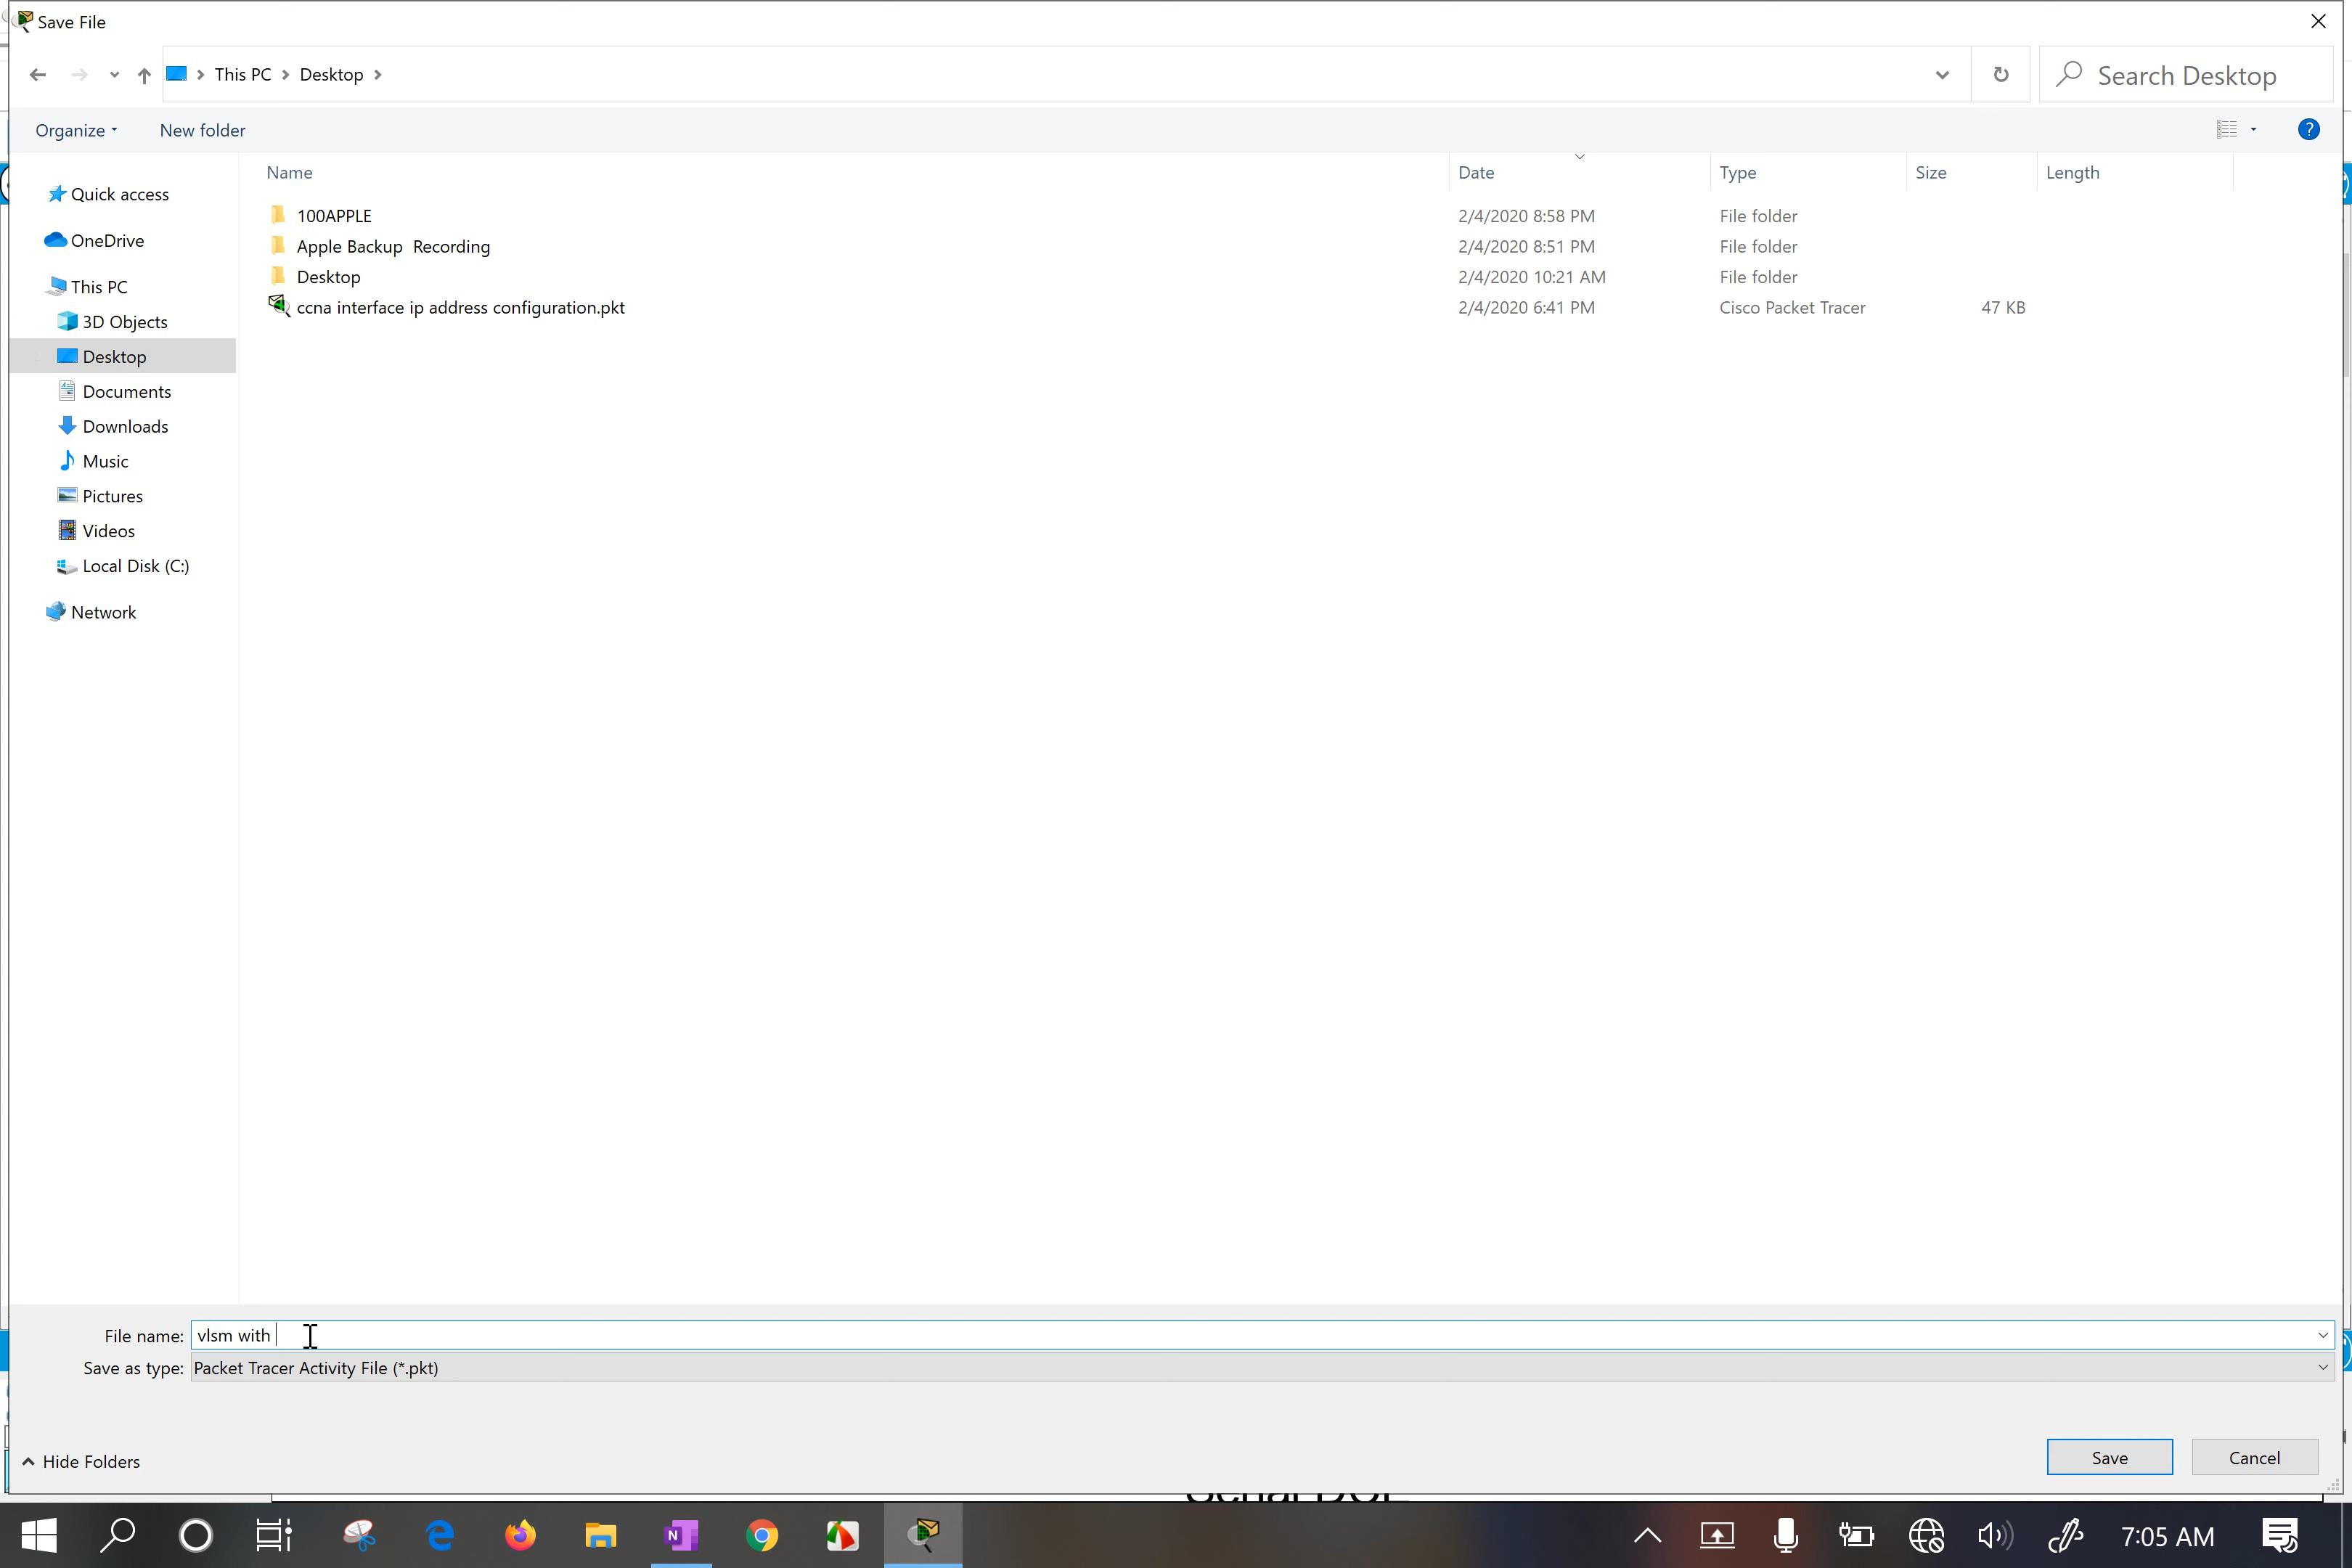 Save File
This PC Desktop
Search Desktop
Organize New folder
?
Name Date Type Size Length
100APPLE 2/4/2020 8:58 PM File folder
Apple Backup Recording 2/4/2020 8:51 PM File folder
Desktop 2/4/2020 10:21 AM File folder
ccna interface ip address configuration.pkt 2/4/2020 6:41 PM Cisco Packet Tracer 47 KB
Quick access
OneDrive
This PC
3D Objects
Desktop
Documents
Downloads
Music
Pictures
Videos
Local Disk (C:)
Network
File name: vlsm with
Save as type: Packet Tracer Activity File (*.pkt)
Hide Folders
Save Cancel
N
7:05 AM